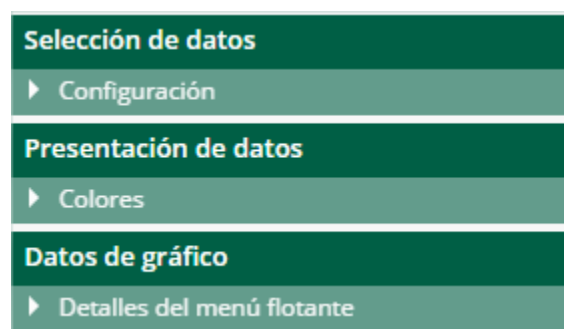 Selección de datos
Configuración
Presentación de datos
Colores
Datos de gráfico
Detalles del menú flotante